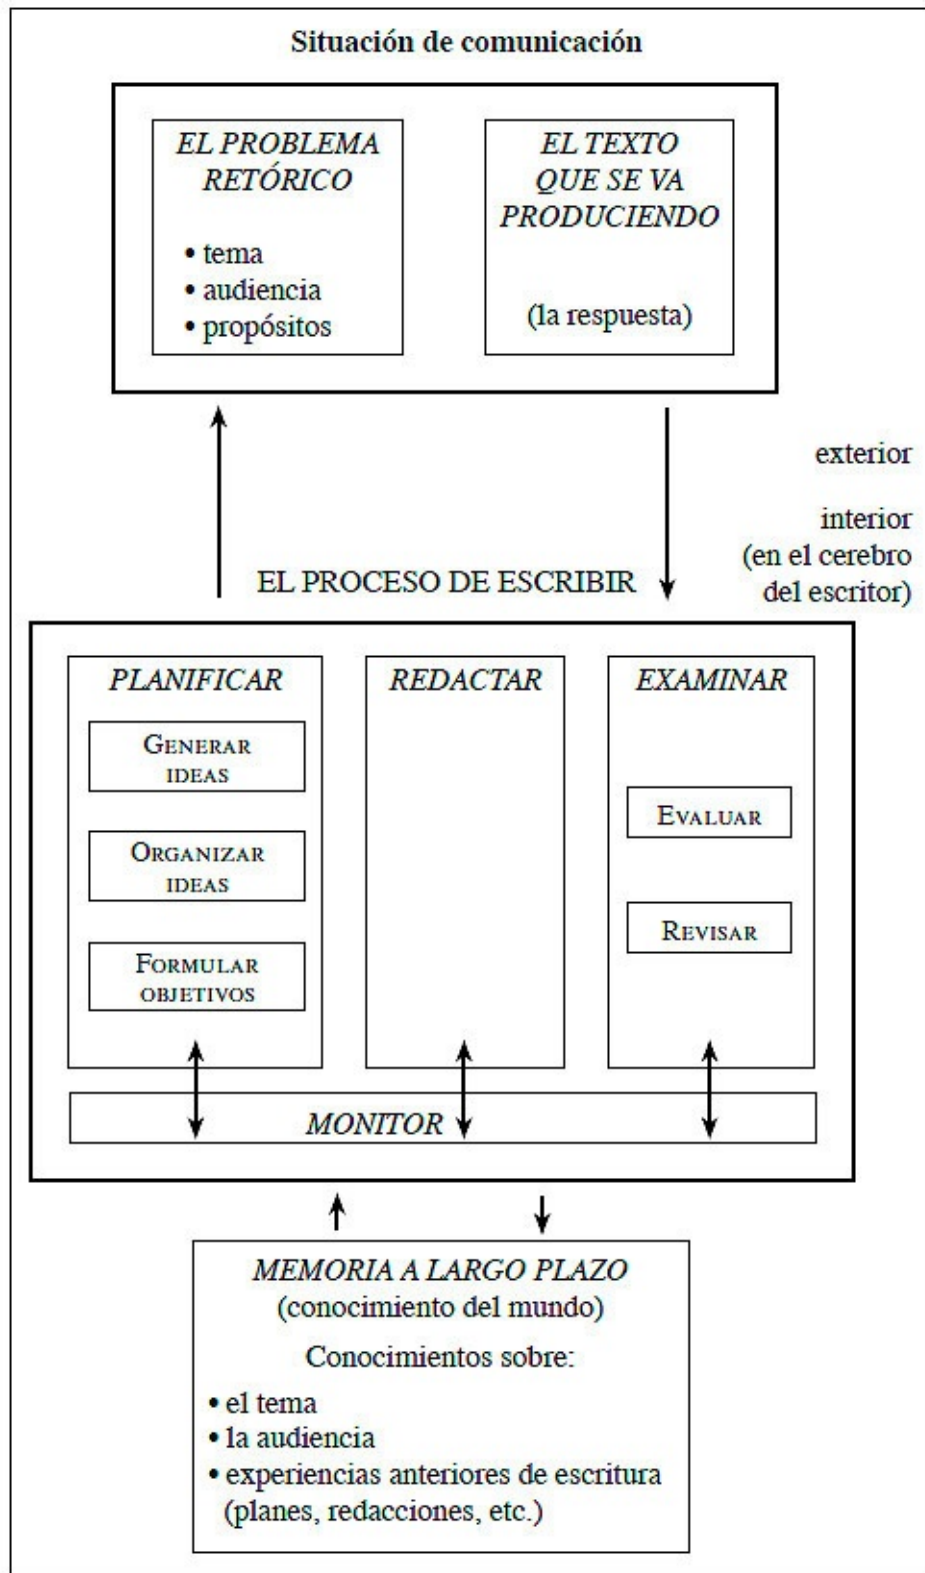 Situación de comunicación
EL PROBLEMA
RETÓRICO
• tema
• audiencia
• propósitos
EL TEXTO
QUE SE VA
PRODUCIENDO
(la respuesta)
exterior
interior
(en el cerebro
del escritor)
EL PROCESO DE ESCRIBIR
PLANIFICAR
GENERAR
IDEAS
ORGANIZAR
IDEAS
FORMULAR
OBJETIVOS
REDACTAR
EXAMINAR
EVALUAR
REVISAR
MONITOR
MEMORIA A LARGO PLAZO
(conocimiento del mundo)
Conocimientos sobre:
• el tema
• la audiencia
• experiencias anteriores de escritura
(planes, redacciones, etc.)